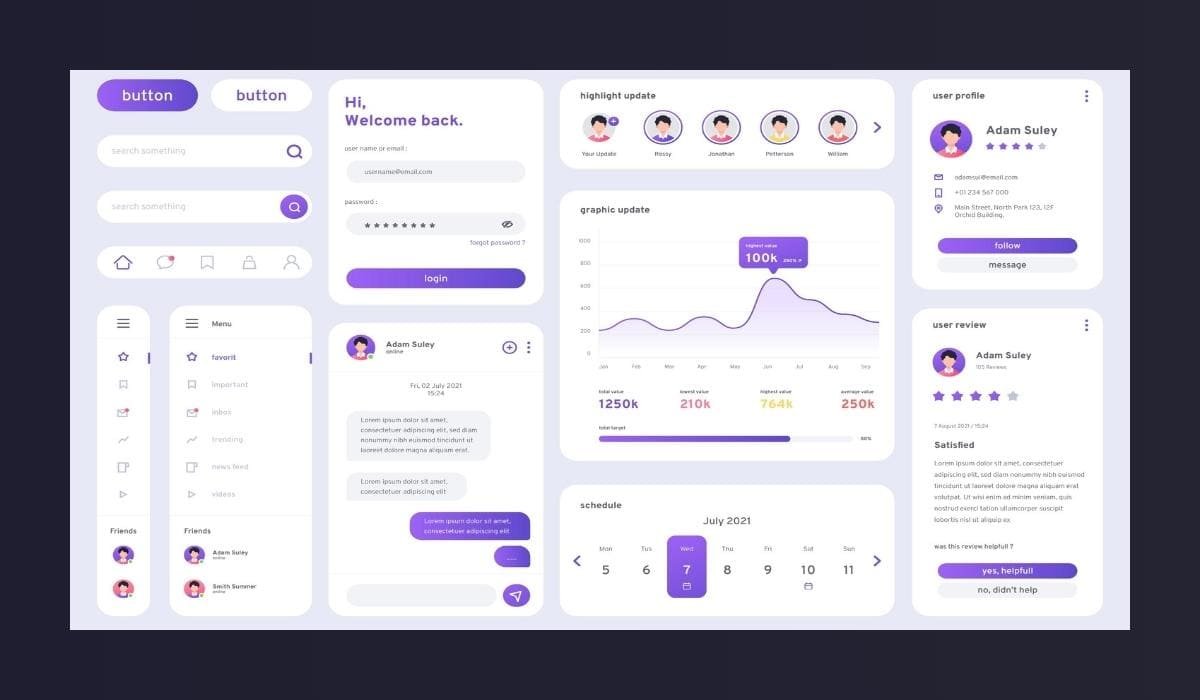 button
button
search something
search something
Menu
favorit
important
inbox
trending
news feed
videos
Friends
Friends
Adam Suley
online
Smith Summer
online
Hi,
Welcome back.
user name or email :
username@email.com
password :
********
forgot password ?
login
Adam Suley
online
Fri, 02 July 2021
15:24
Lorem ipsum dolor sit amet,
consectetuer adipiscing elit, sed diam
nonummy nibh euismod tincidunt ut
laoreet dolore magna aliquam erat.
Lorem ipsum dolor sit amet,
consectetuer adipiscing elit
Lorem ipsum dolor sit amet,
consectetuer adipiscing elit
....
highlight update
Your Update
Rossy
Jonathan
Petterson
William
graphic update
1000
800
600
400
200
0
highest value
100k
Jan
Feb
Mar
Apr
May
Jun
Jul
Aug
Sep
total value
1250k
lowest value
210k
highest value
764k
average value
250k
total target
schedule
July 2021
Mon
Tus
Wed
Thu
Fri
Sat
Sun
5
6
7
8
9
10
11
user profile
Adam Suley
adamsul@email.com
+01 234 567 000
Main Street, North Park 123, 12F
Orchid Building,
follow
message
user review
Adam Suley
105 Reviews
7 August 2021 / 15:24
Satisfied
Lorem ipsum dolor sit amet, consectetuer
adipiscing elit, sed diam nonummy nibh euismod
tincidunt ut laoreet dolore magna aliquam erat
volutpat. Ut wisi enim ad minim veniam, quis
nostrud exerci tation ullamcorper suscipit
lobortis nisl ut aliquip ex
was this review helpfull ?
yes, helpfull
no, didn't help